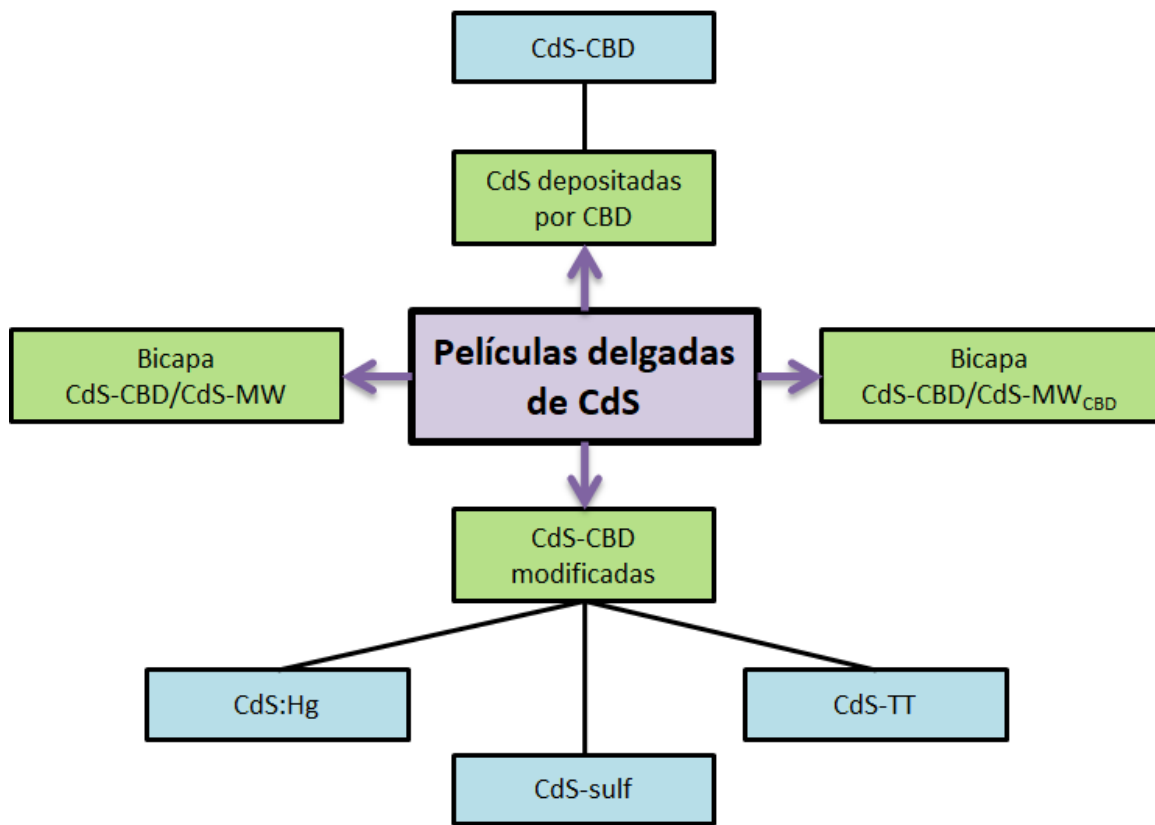 CdS-CBD
CdS depositadas
por CBD
Películas delgadas
de CdS
Bicapa
CdS-CBD/CdS-MW
Bicapa
CdS-CBD/CdS-MWCBD
CdS-CBD
modificadas
CdS:Hg
CdS-TT
CdS-sulf